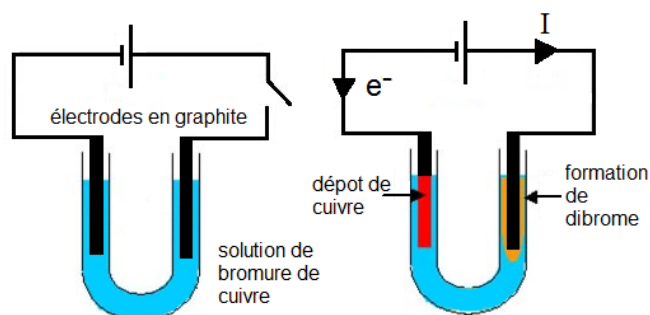 électrodes en graphite
solution de
bromure de
cuivre
I
e⁻
dépot de
cuivre
formation
de
dibrome